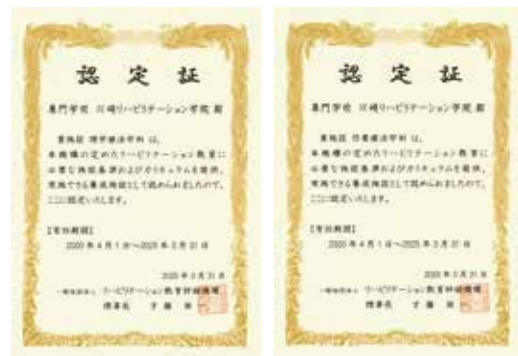 認定証
専門学校 川崎リハビリテーション学院 殿
貴施設 理学療法学科 は、
本機構の定めたリハビリテーション教育に
必要な施設基準およびカリキュラムを提供、
実施できる養成施設として認められましたので、
ここに認定いたします。
【有効期間】
2020年4月1日～2025年3月31日
2020年3月31日
一般社団法人 リハビリテーション教育評価機構
理事長
認定証
専門学校 川崎リハビリテーション学院 殿
貴施設 作業療法学科 は、
本機構の定めたリハビリテーション教育に
必要な施設基準およびカリキュラムを提供、
実施できる養成施設として認められましたので、
ここに認定いたします。
【有効期間】
2020年4月1日～2025年3月31日
2020年3月31日
一般社団法人 リハビリテーション教育評価機構
理事長